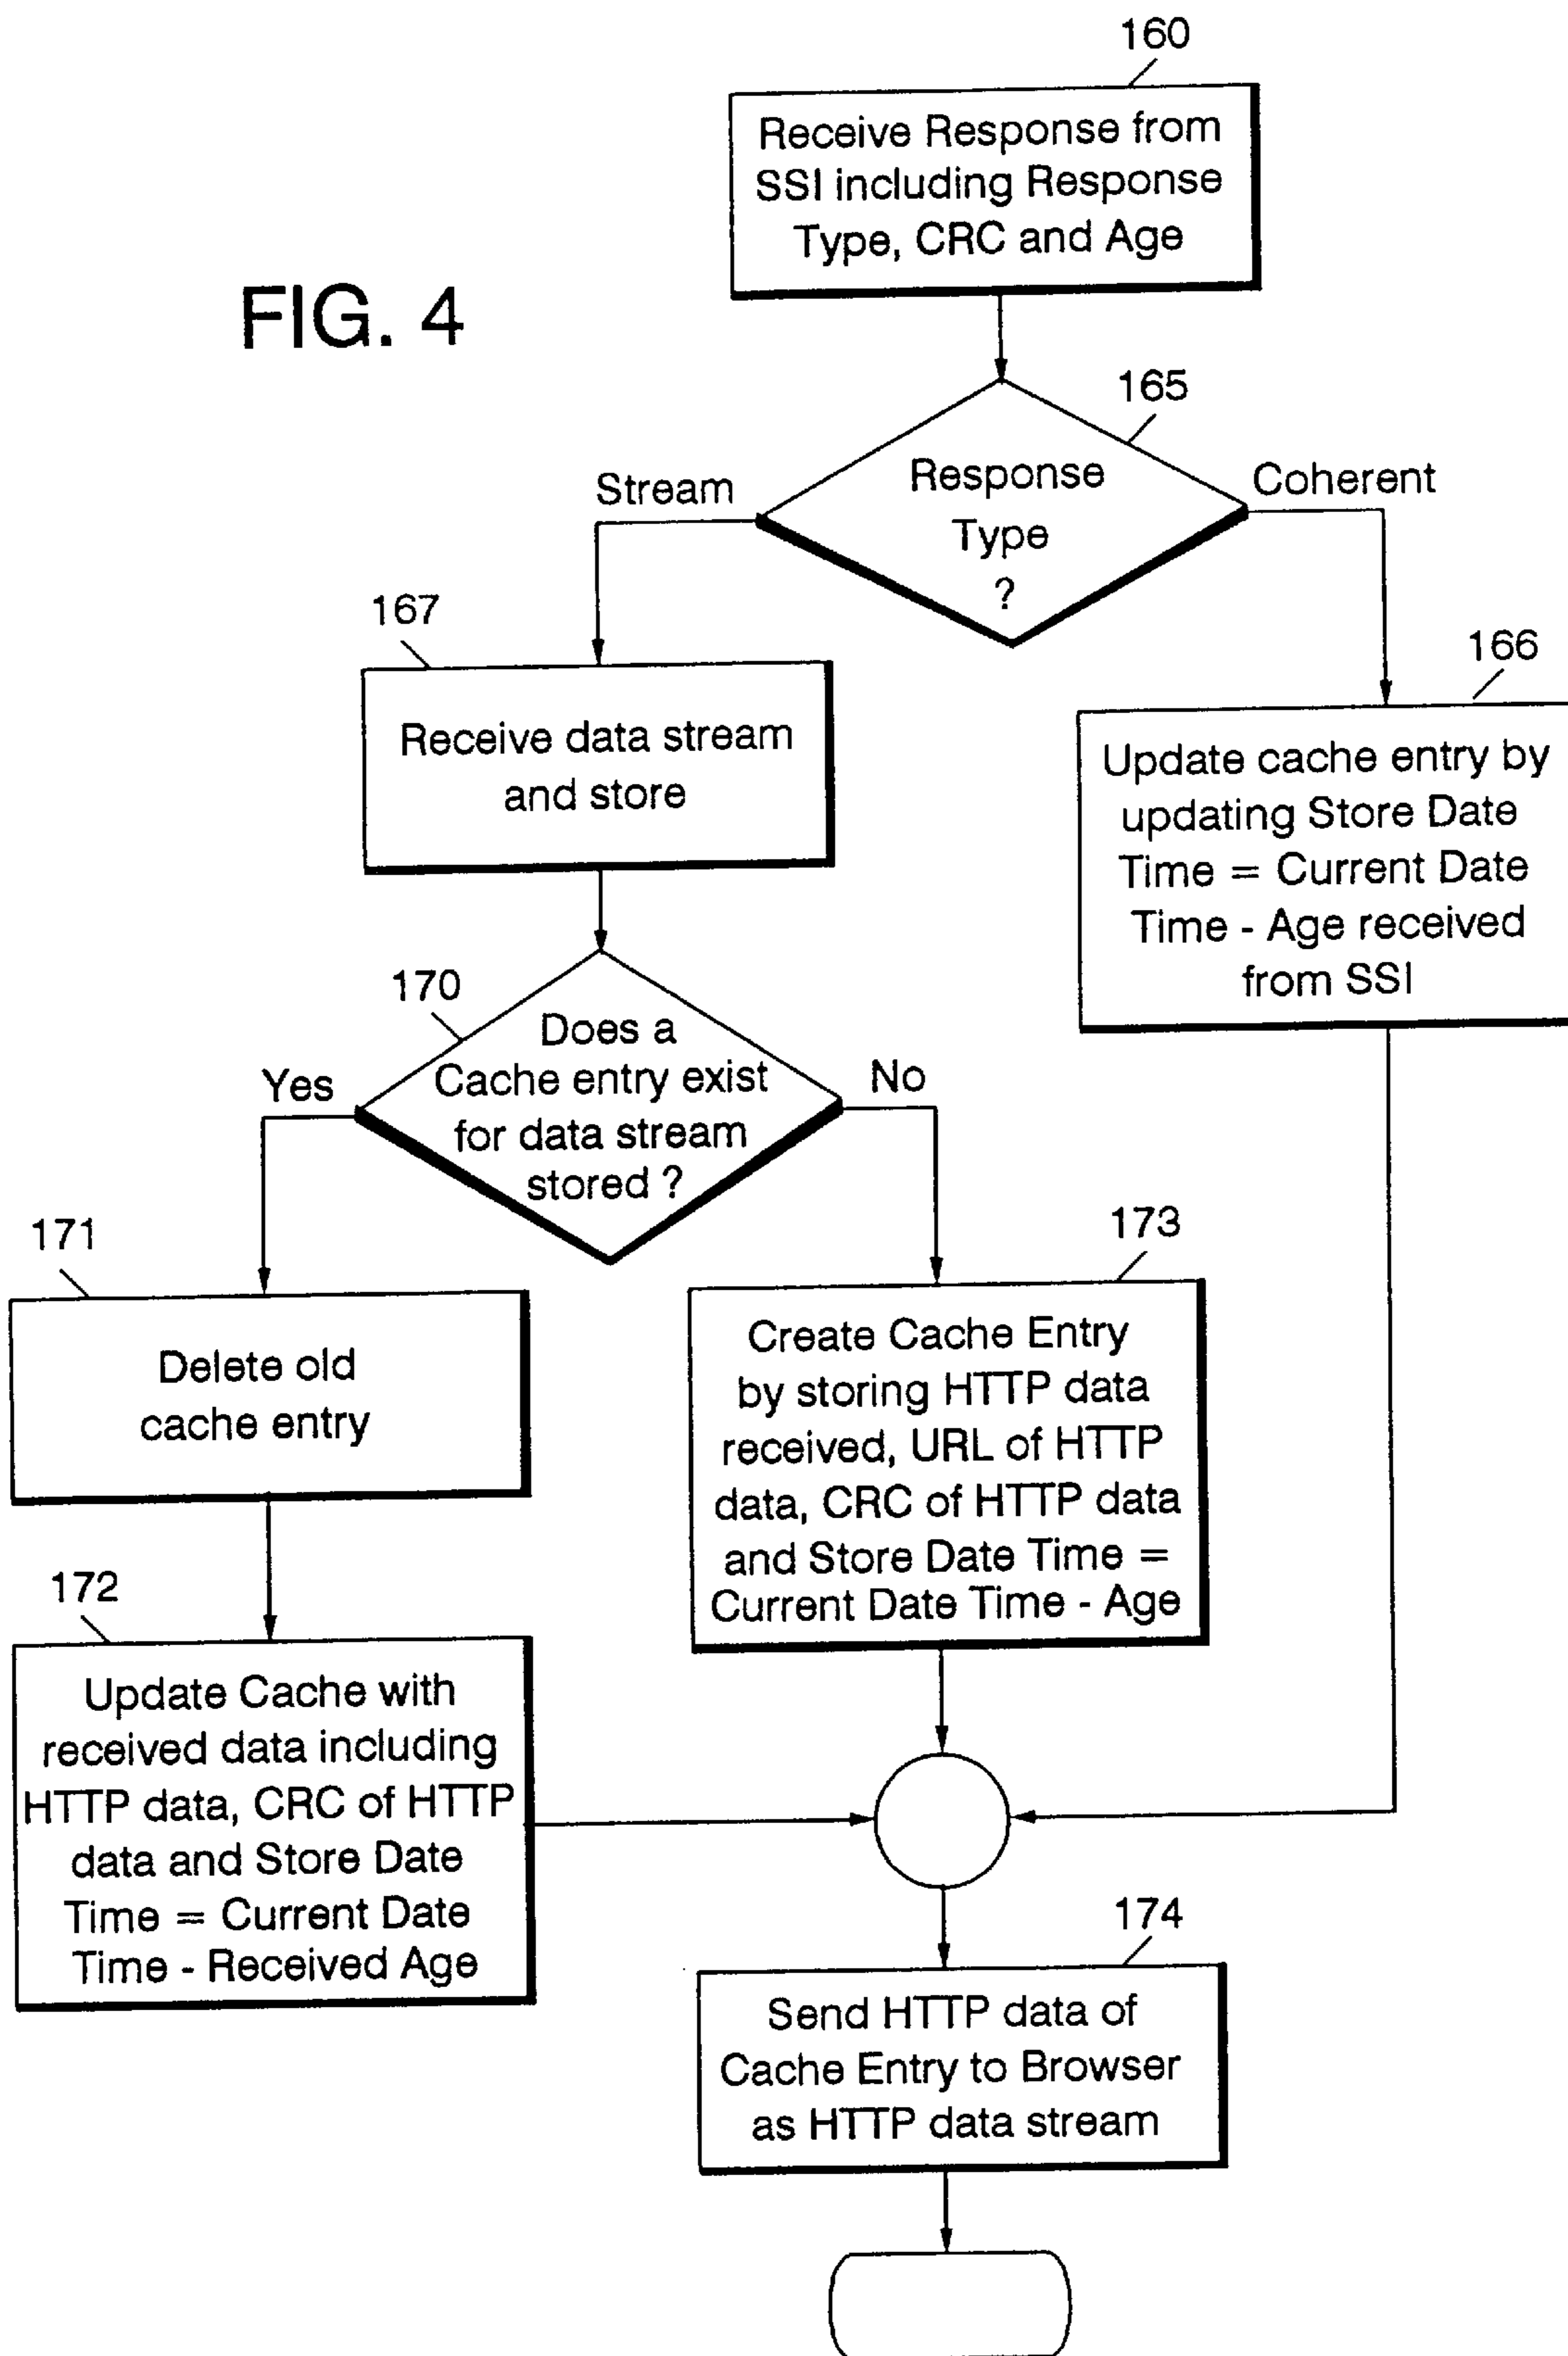 160
Receive Response from
SSI including Response
Type, CRC and Age
FIG. 4
165
Response
Type
?
Stream
Coherent
167
Receive data stream
and store
166
Update cache entry by
updating Store Date
Time = Current Date
Time - Age received
from SSI
170
Does a
Cache entry exist
for data stream
stored ?
Yes
No
171
Delete old
cache entry
173
Create Cache Entry
by storing HTTP data
received, URL of HTTP
data, CRC of HTTP data
and Store Date Time =
Current Date Time - Age
172
Update Cache with
received data including
HTTP data, CRC of HTTP
data and Store Date
Time = Current Date
Time - Received Age
174
Send HTTP data of
Cache Entry to Browser
as HTTP data stream